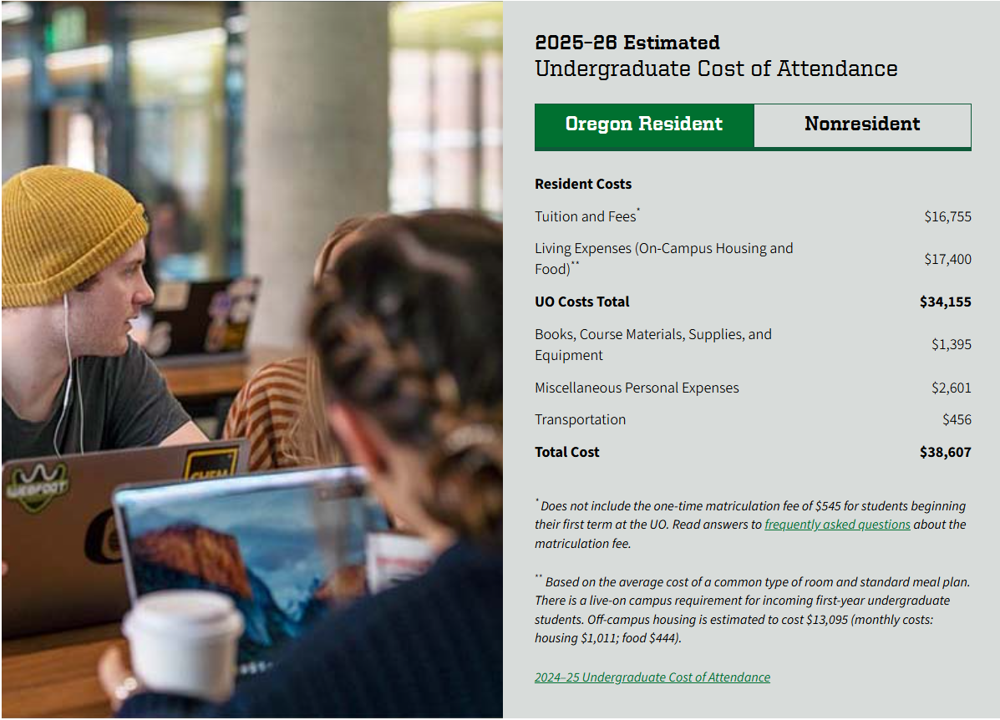 WEBFOOT
CHEM
2025–26 Estimated
Undergraduate Cost of Attendance
Oregon Resident Nonresident
Resident Costs
Tuition and Fees* $16,755
Living Expenses (On-Campus Housing and
Food)** $17,400
UO Costs Total $34,155
Books, Course Materials, Supplies, and
Equipment $1,395
Miscellaneous Personal Expenses $2,601
Transportation $456
Total Cost $38,607
* Does not include the one-time matriculation fee of $545 for students beginning
their first term at the UO. Read answers to frequently asked questions about the
matriculation fee.
** Based on the average cost of a common type of room and standard meal plan.
There is a live-on campus requirement for incoming first-year undergraduate
students. Off-campus housing is estimated to cost $13,095 (monthly costs:
housing $1,011; food $444).
2024–25 Undergraduate Cost of Attendance